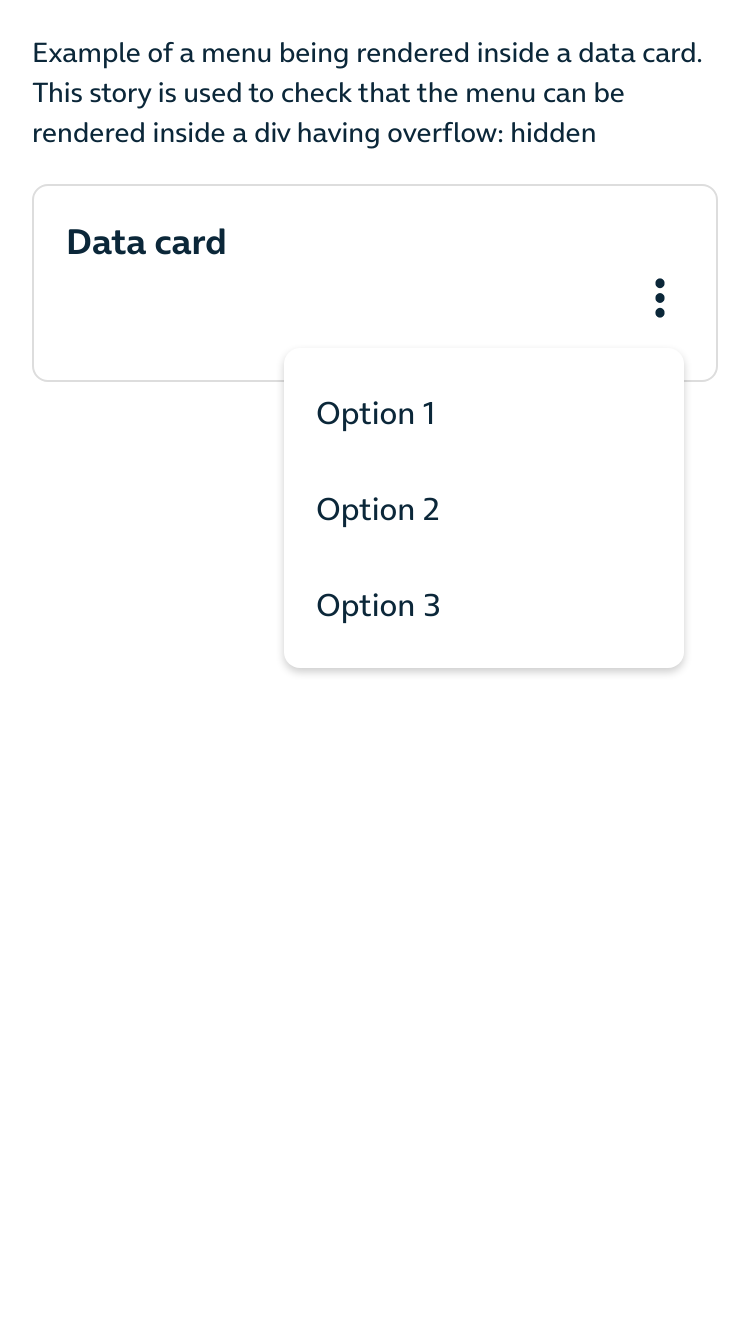 Example of a menu being rendered inside a data card.
This story is used to check that the menu can be
rendered inside a div having overflow: hidden
Data card
Option 1
Option 2
Option 3